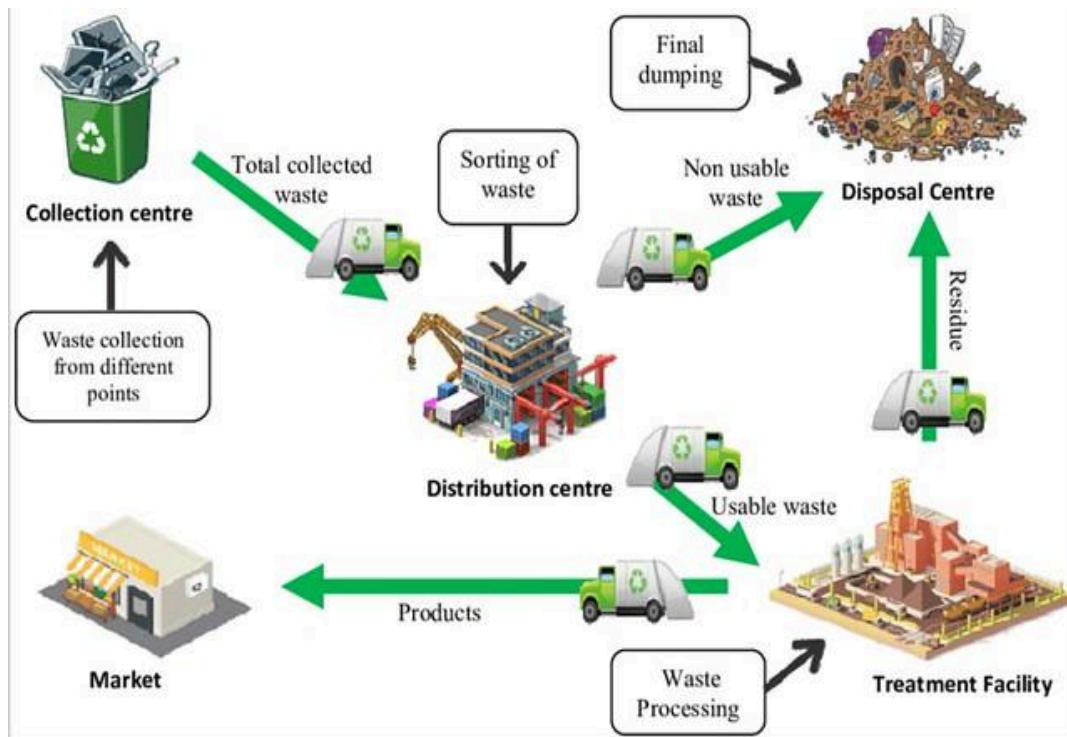 Final
dumping
Total collected
waste
Sorting of
waste
Non usable
waste
Disposal Centre
Collection centre
Waste collection
from different
points
Residue
Distribution centre
Usable waste
MARKET
Products
Market
Waste
Processing
Treatment Facility